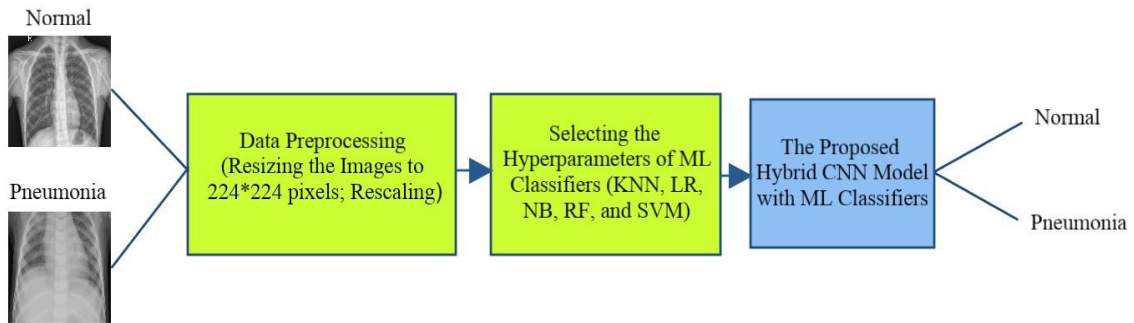 Normal
R
Pneumonia
Data Preprocessing
(Resizing the Images to
224*224 pixels; Rescaling)
Selecting the
Hyperparameters of ML
Classifiers (KNN, LR,
NB, RF, and SVM)
The Proposed
Hybrid CNN Model
with ML Classifiers
Normal
Pneumonia